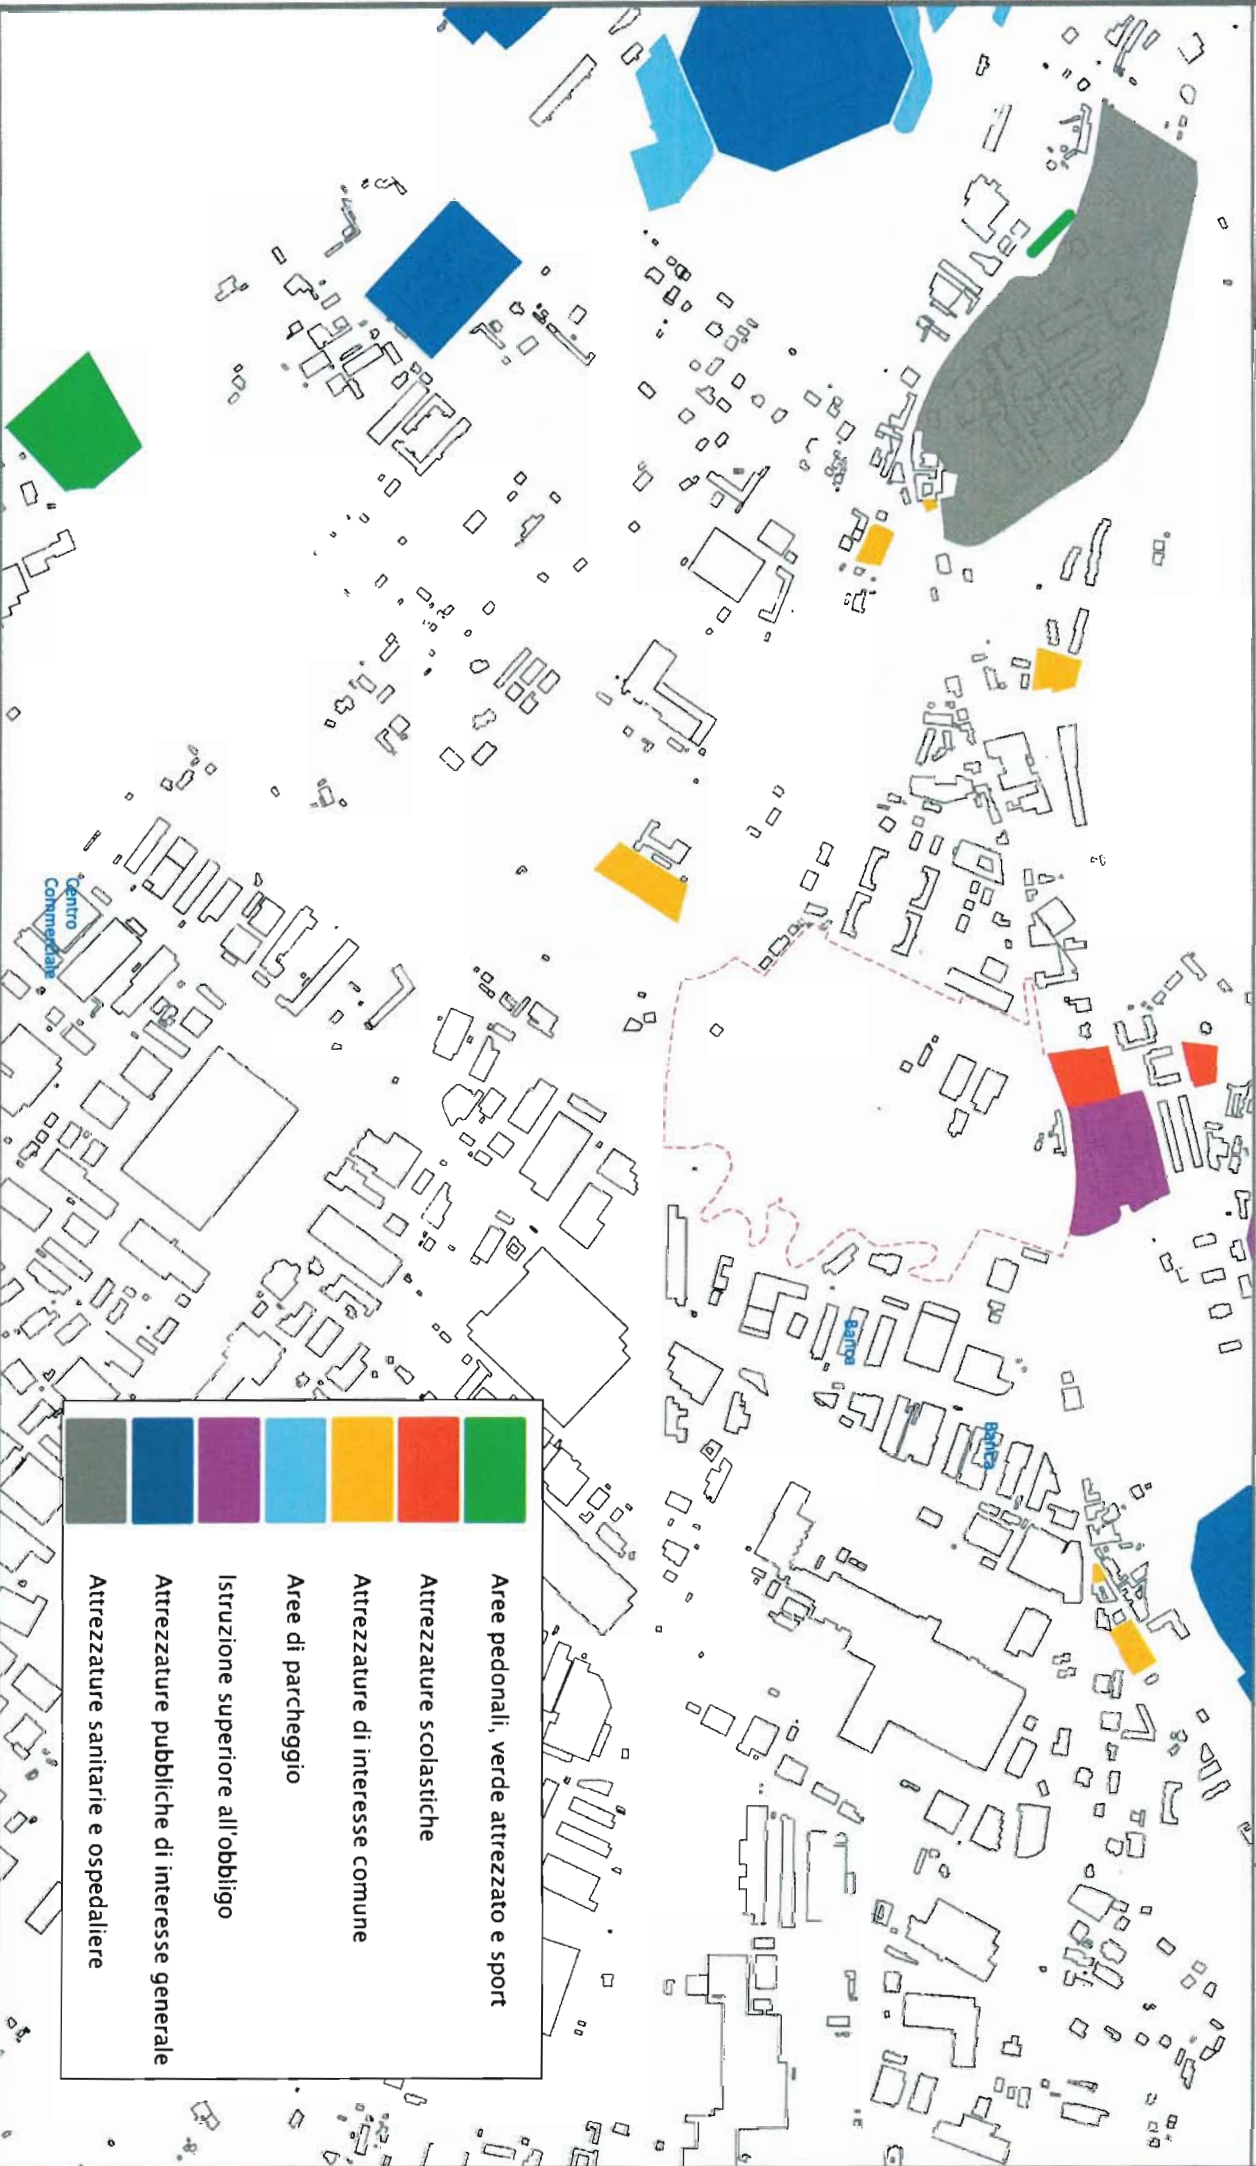 Banca
Banca
Centro
Commerciale
Aree pedonali, verde attrezzato e sport
Attrezzature scolastiche
Attrezzature di interesse comune
Aree di parcheggio
Istruzione superiore all'obbligo
Attrezzature pubbliche di interesse generale
Attrezzature sanitarie e ospedaliere